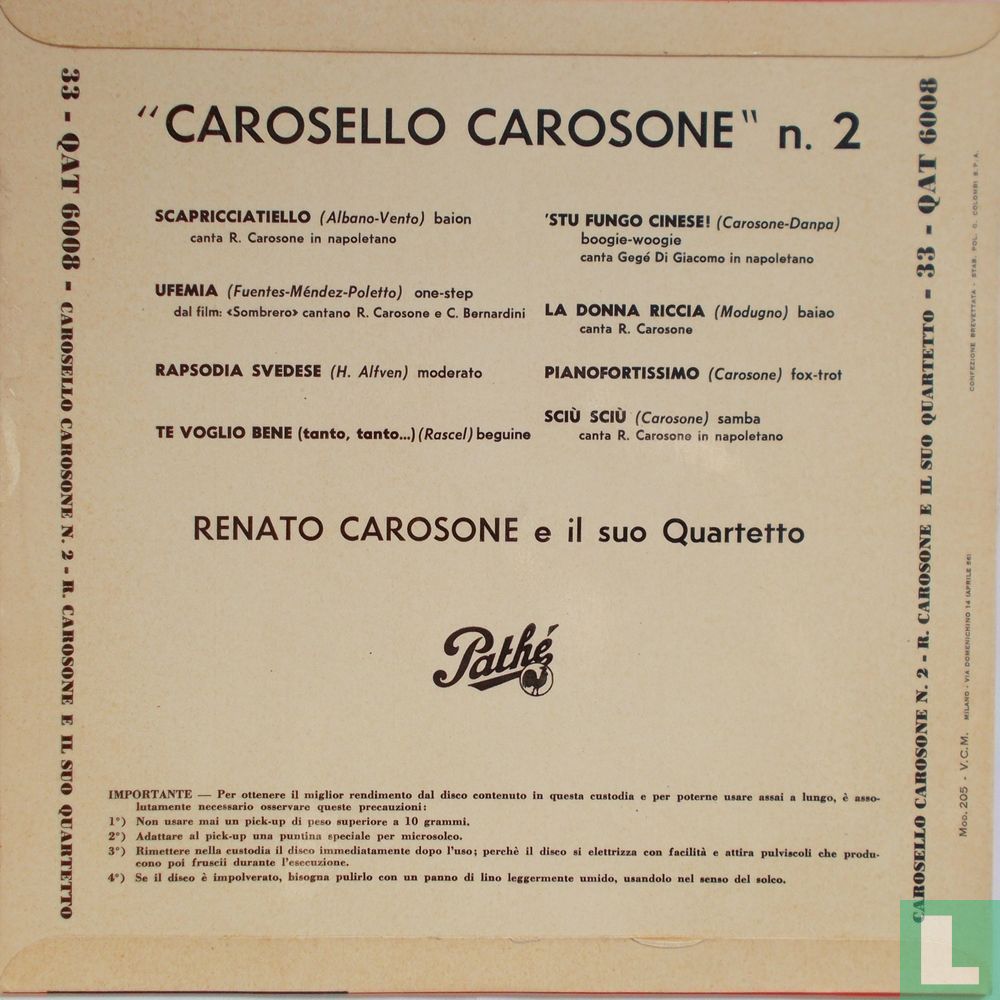 "CAROSELLO CAROSONE" n. 2
SCAPRICCIATIELLO (Albano-Vento) baion
canta R. Carosone in napoletano
UFEMIA (Fuentes-Méndez-Poletto) one-step
dal film: «Sombrero» cantano R. Carosone e C. Bernardini
RAPSODIA SVEDESE (H. Alfven) moderato
TE VOGLIO BENE (tanto, tanto...) (Rascel) beguine
'STU FUNGO CINESE! (Carosone-Danpa)
boogie-woogie
canta Gegé Di Giacomo in napoletano
LA DONNA RICCIA (Modugno) baiao
canta R. Carosone
PIANOFORTISSIMO (Carosone) fox-trot
SCIÙ SCIÙ (Carosone) samba
canta R. Carosone in napoletano
RENATO CAROSONE e il suo Quartetto
Pathé
IMPORTANTE — Per ottenere il miglior rendimento dal disco contenuto in questa custodia e per poterne usare assai a lungo, è asso-
lutamente necessario osservare queste precauzioni:
1°) Non usare mai un pick-up di peso superiore a 10 grammi.
2°) Adattare al pick-up una puntina speciale per microsolco.
3°) Rimettere nella custodia il disco immediatamente dopo l'uso; perchè il disco si elettrizza con facilità e attira pulviscoli che produ-
cono poi fruscii durante l'esecuzione.
4°) Se il disco è impolverato, bisogna pulirlo con un panno di lino leggermente umido, usandolo nel senso del solco.
33 - QAT 6008 - CAROSELLO CAROSONE N. 2 - R. CAROSONE E IL SUO QUARTETTO
CAROSELLO CAROSONE N. 2 - R. CAROSONE E IL SUO QUARTETTO - 33 - QAT 6008
Mod. 205 - V.C.M. MILANO - VIA DOMENICHINO 14 (APRILE 56) CONFEZIONE BREVETTATA - STAB. POL. G. COLOMBI S.P.A.
L